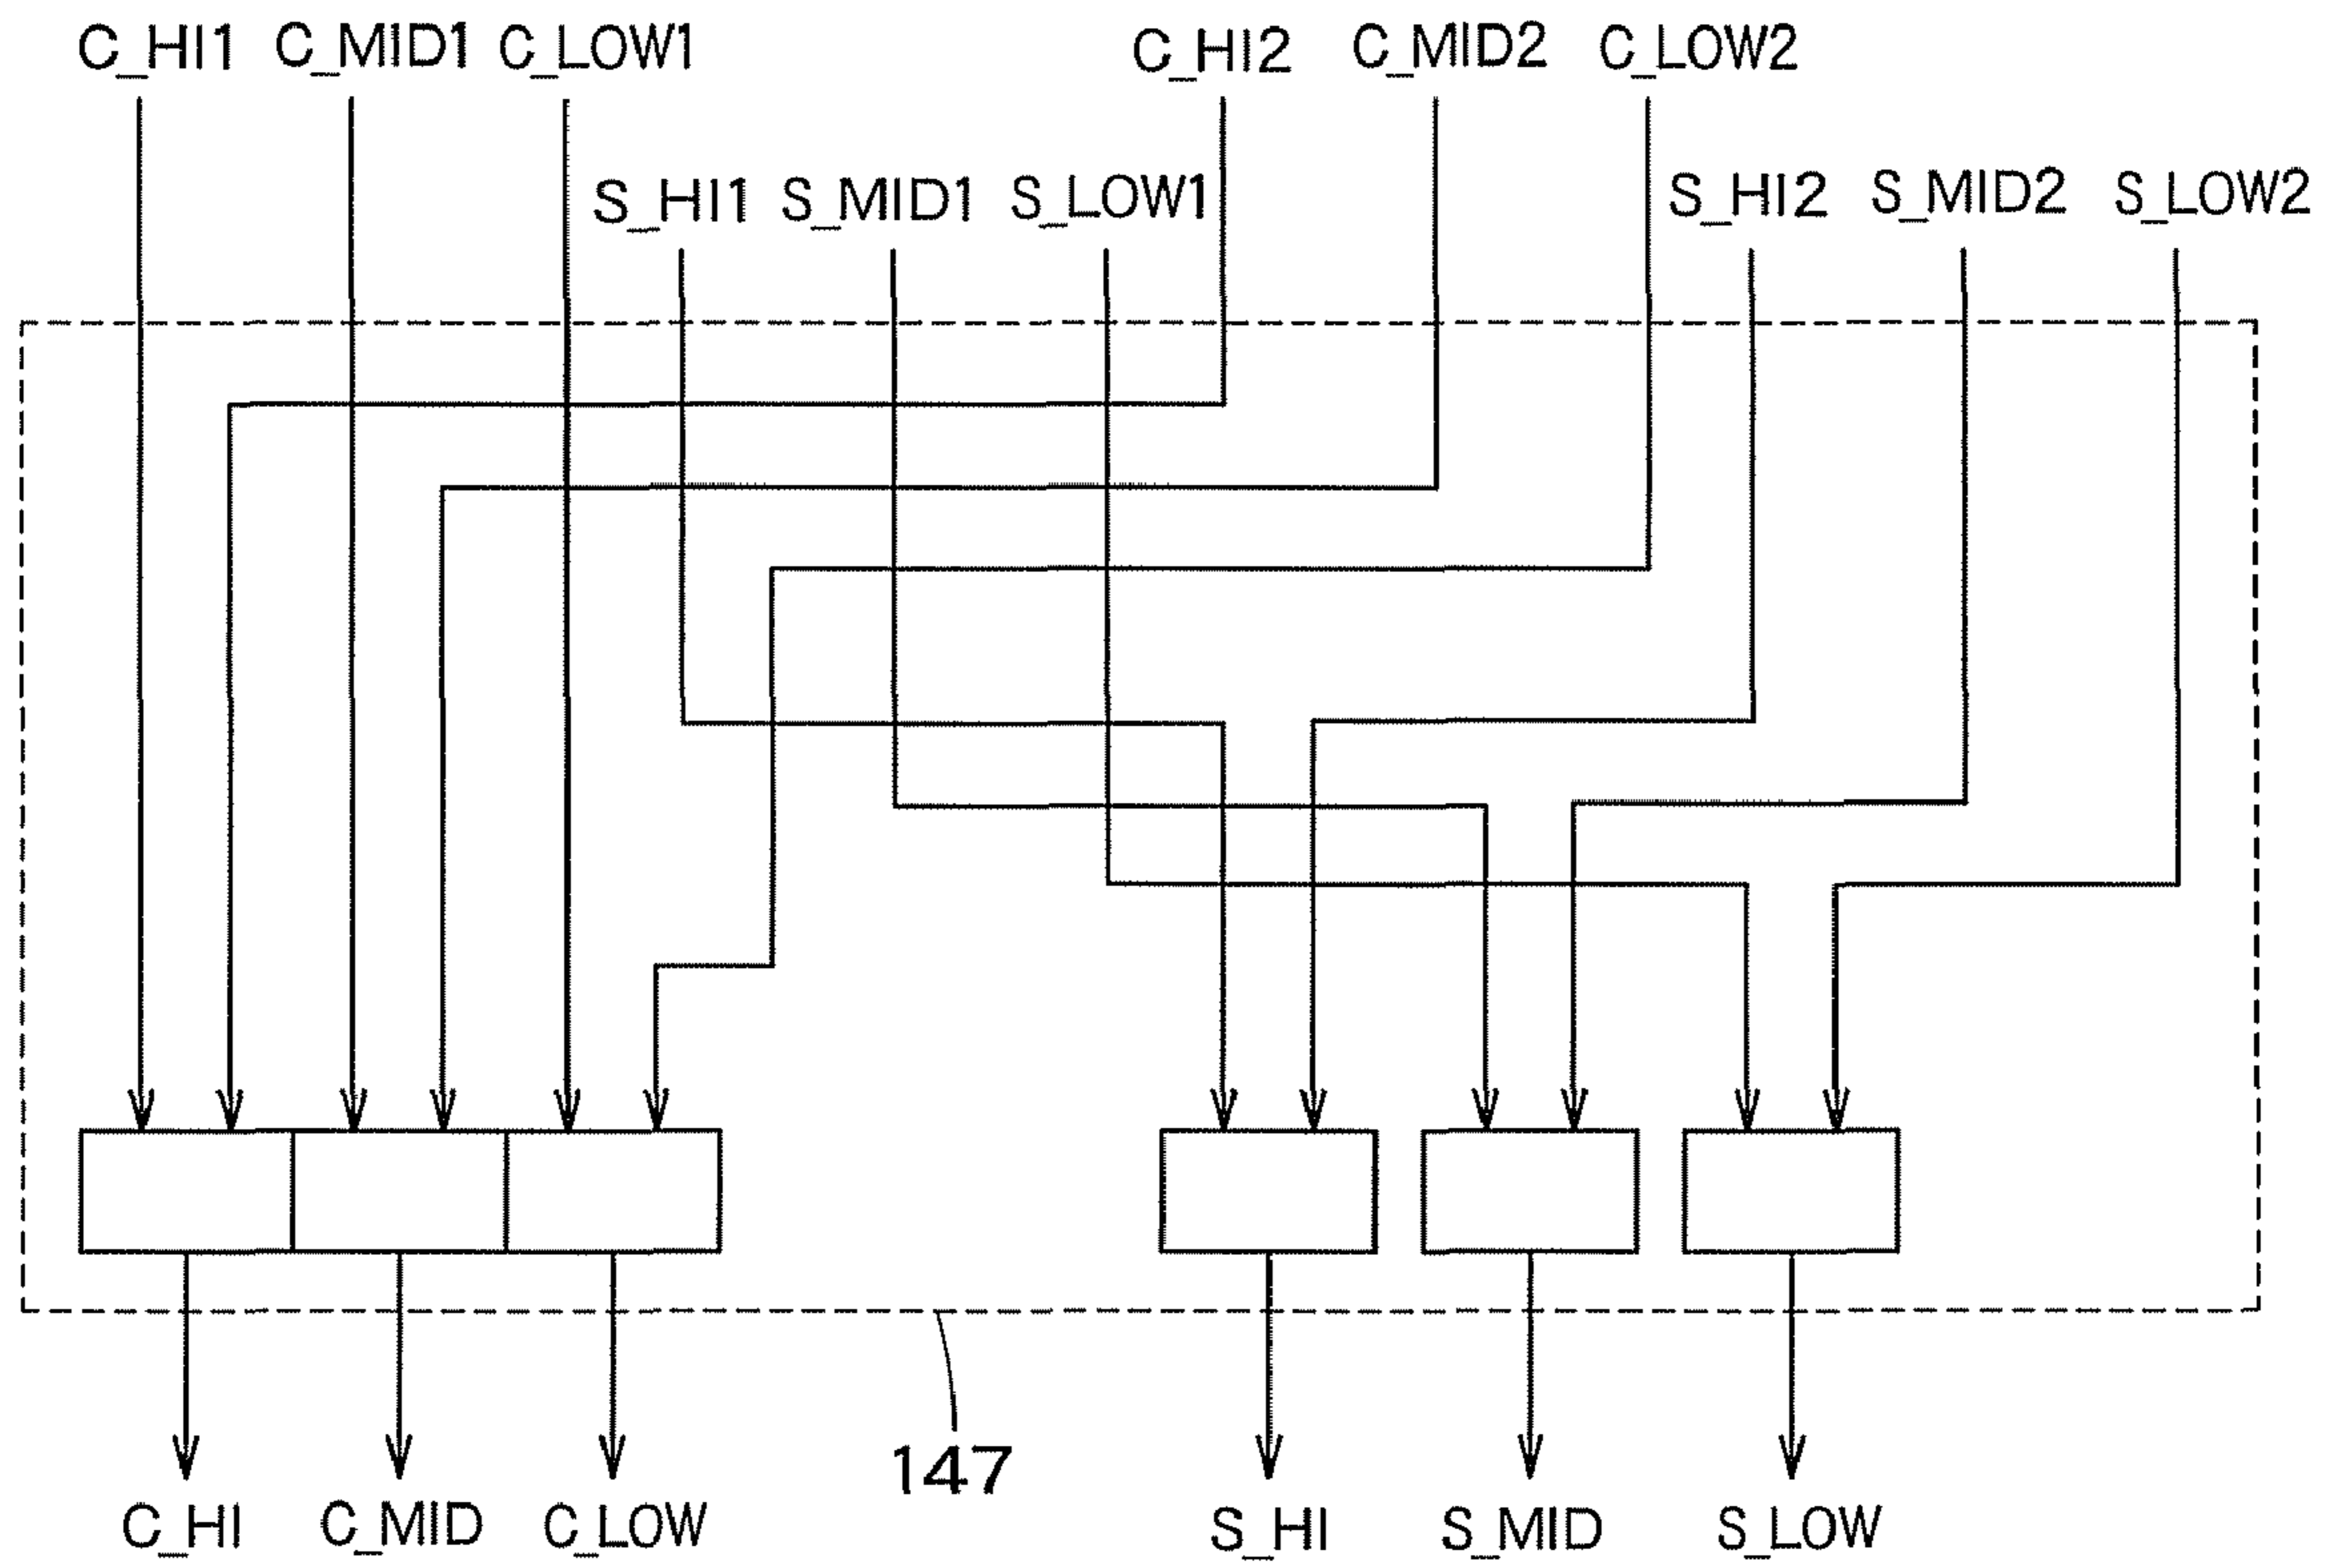 C_HI1 C_MID1 C_LOW1 C_HI2 C_MID2 C_LOW2
S_HI1 S_MID1 S_LOW1 S_HI2 S_MID2 S_LOW2
147
C_HI C_MID C_LOW S_HI S_MID S_LOW